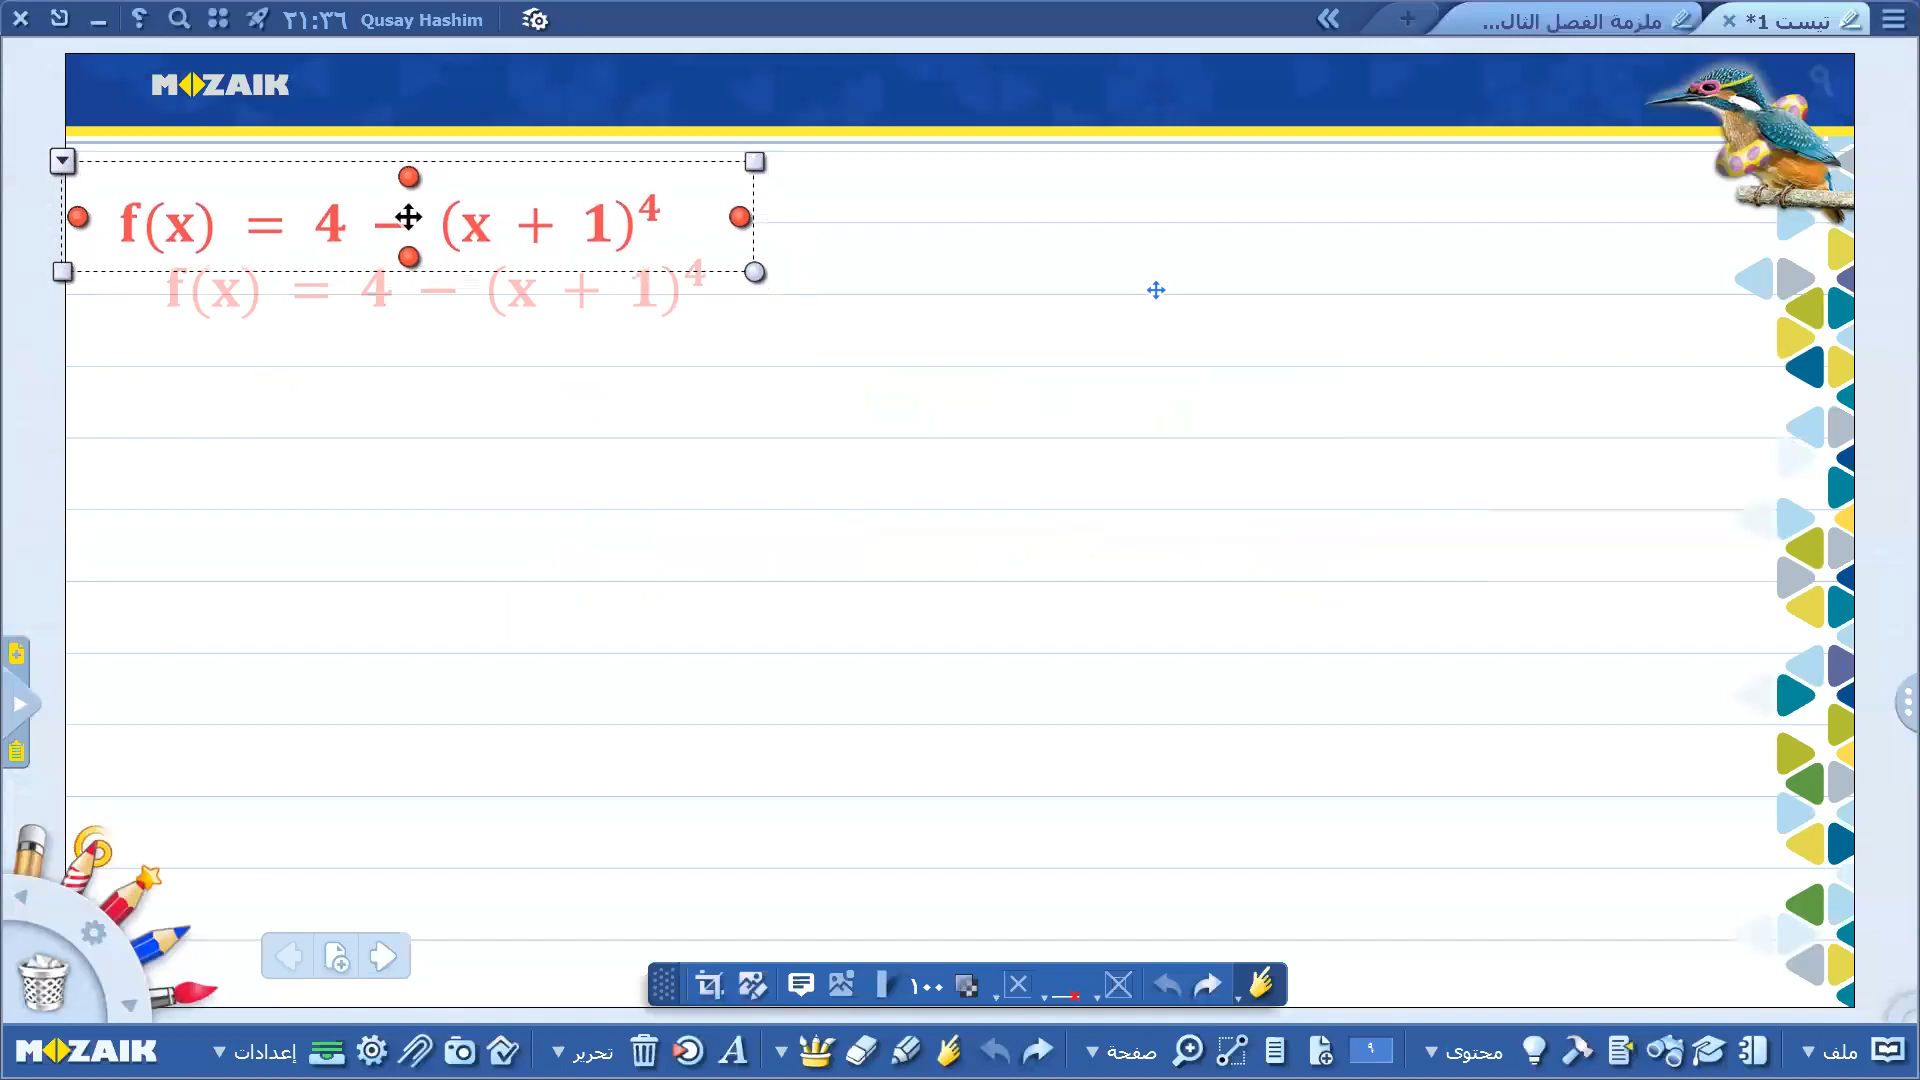 ٢١:٣٦ Qusay Hashim ملزمة الفصل الثال... تيست 1*
MOZAIK
٩
f(x) = 4 − (x + 1)⁴
f(x) = 4 − (x + 1)⁴
١٠٠
MOZAIK إعدادات تحرير صفحة ٩ محتوى ملف